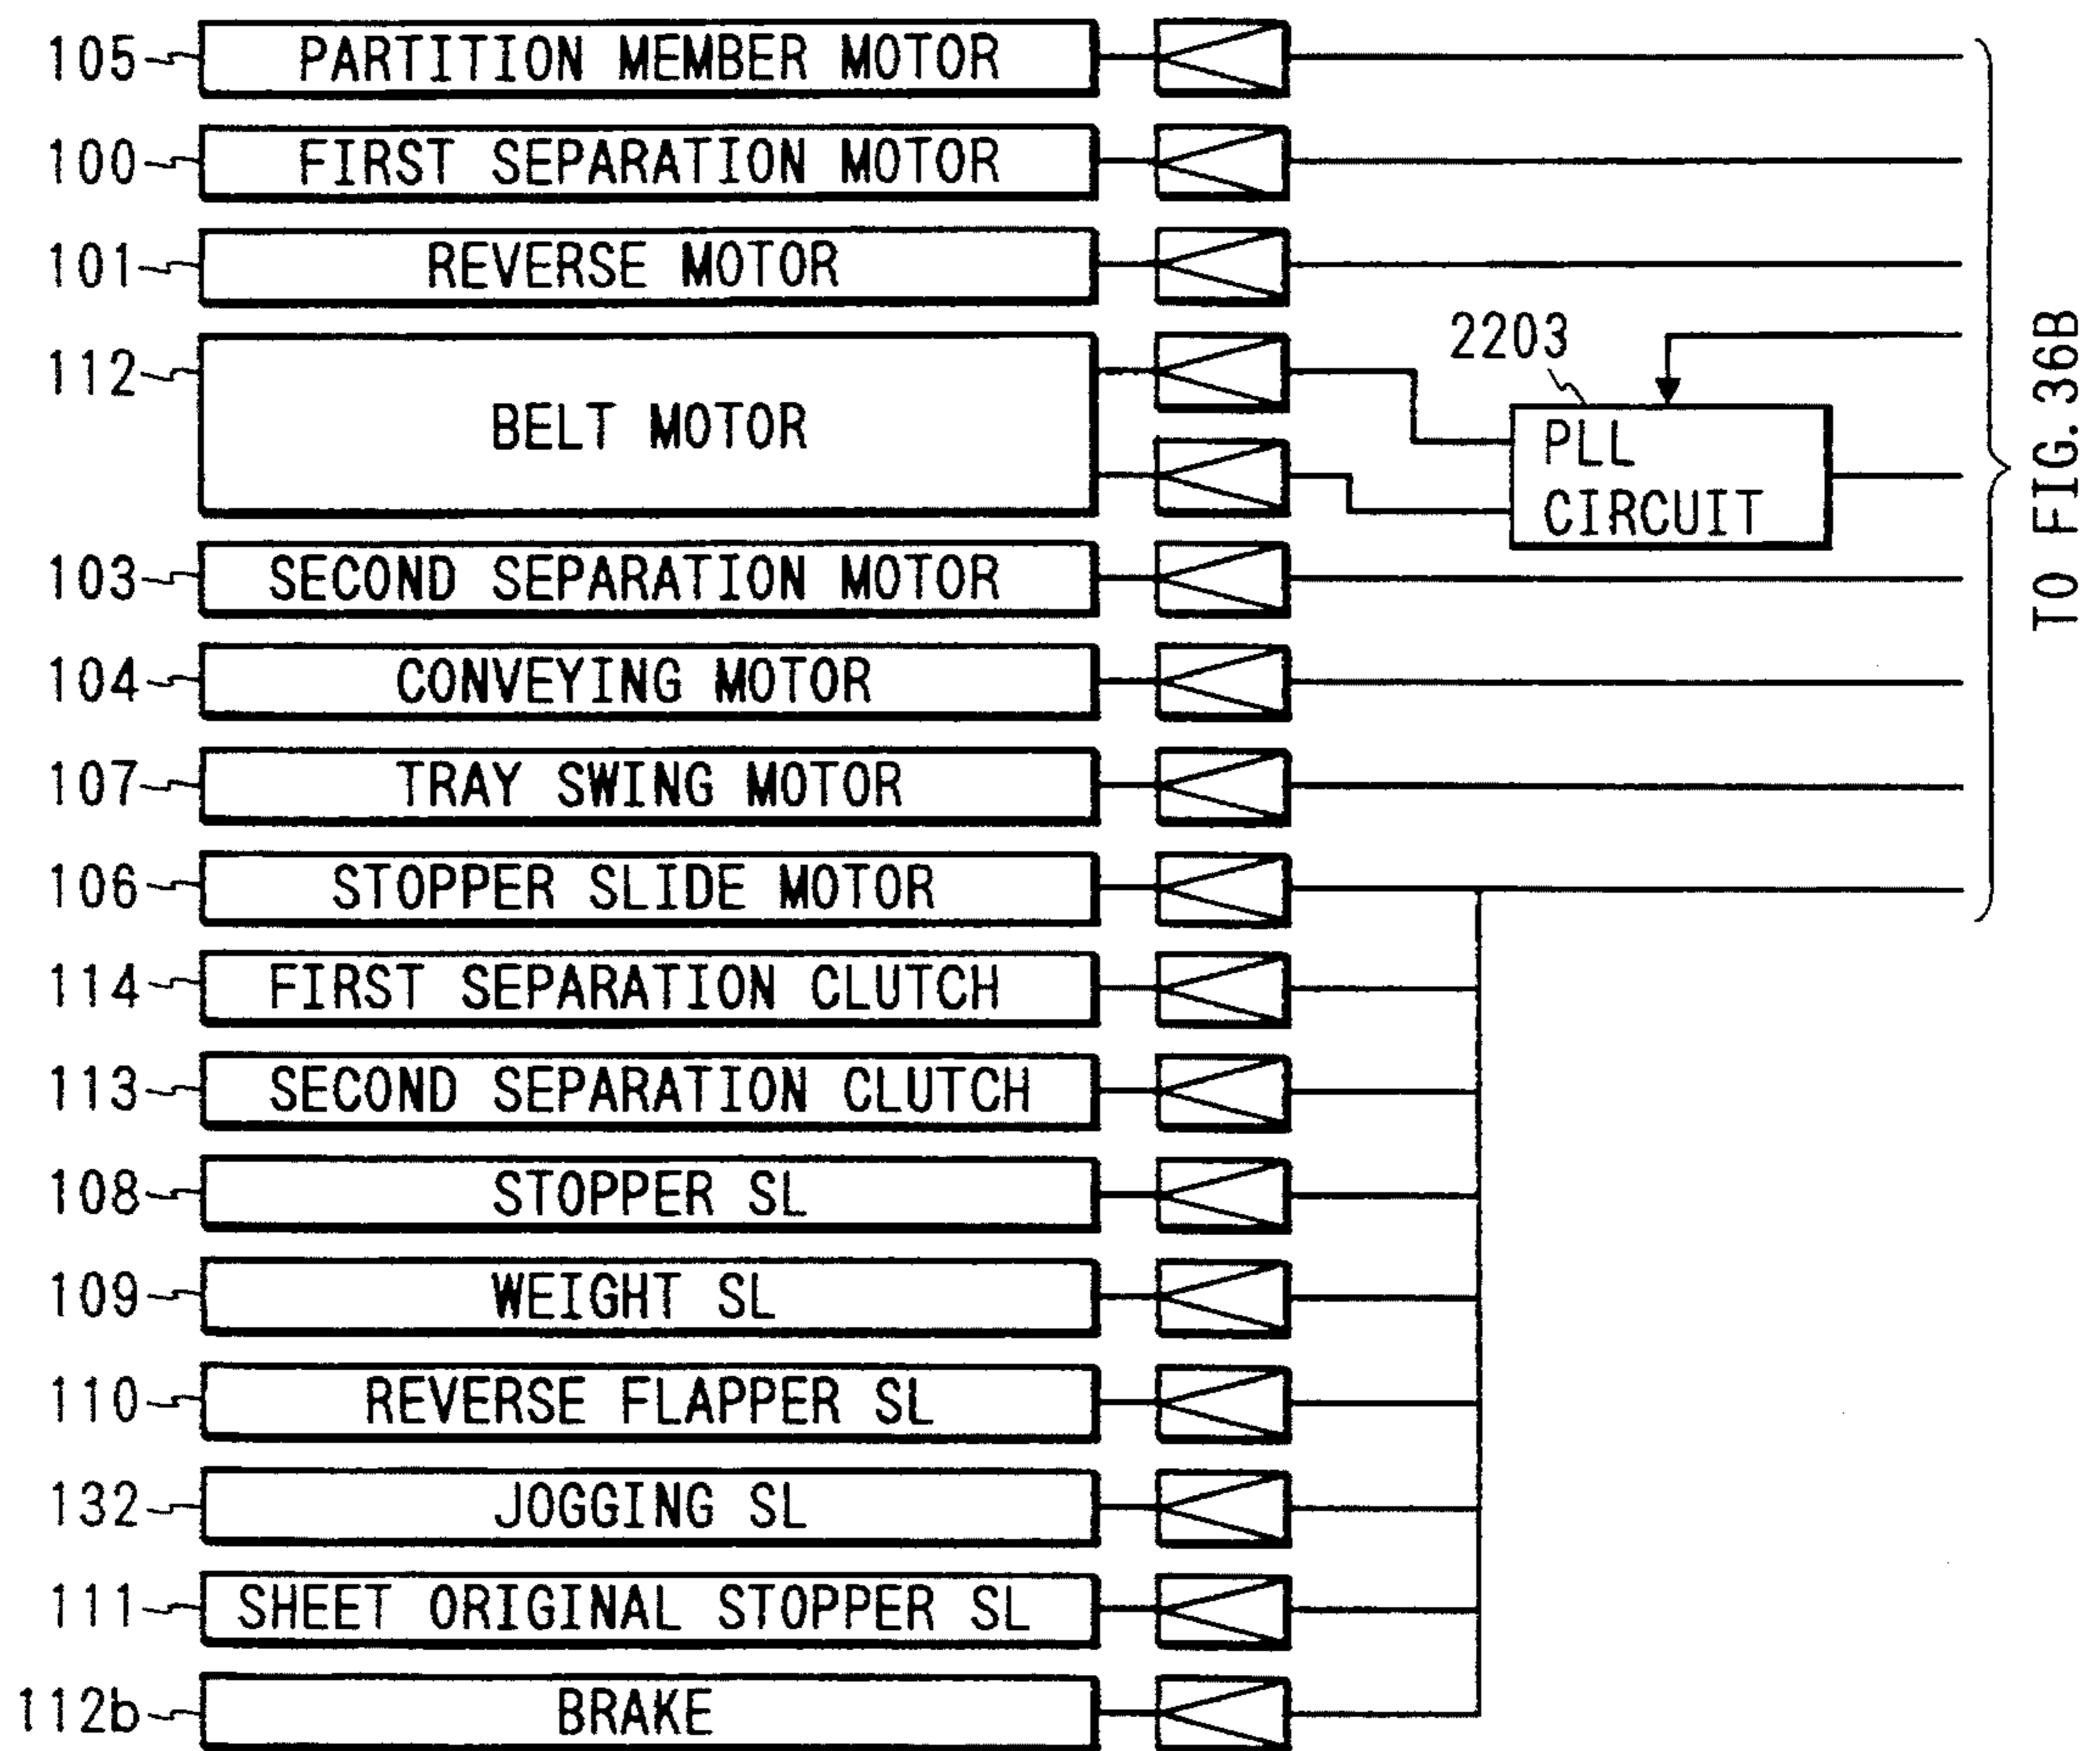 105 PARTITION MEMBER MOTOR
100 FIRST SEPARATION MOTOR
101 REVERSE MOTOR
112 BELT MOTOR
2203
PLL
CIRCUIT
103 SECOND SEPARATION MOTOR
104 CONVEYING MOTOR
107 TRAY SWING MOTOR
106 STOPPER SLIDE MOTOR
114 FIRST SEPARATION CLUTCH
113 SECOND SEPARATION CLUTCH
108 STOPPER SL
109 WEIGHT SL
110 REVERSE FLAPPER SL
132 JOGGING SL
111 SHEET ORIGINAL STOPPER SL
112b BRAKE
TO FIG.36B